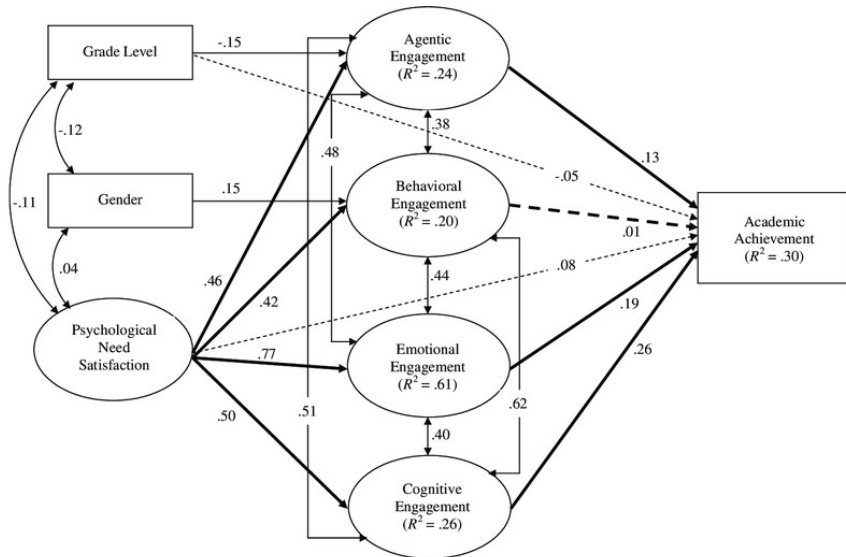 Grade Level
-.15
Agentic
Engagement
(R² = .24)
-.12
.48
.38
.13
-.11
Gender
.15
Behavioral
Engagement
(R² = .20)
-.05
.01
Academic
Achievement
(R² = .30)
.04
.46
.42
.44
.08
Psychological
Need
Satisfaction
.77
Emotional
Engagement
(R² = .61)
.19
.26
.50
.51
.62
.40
Cognitive
Engagement
(R² = .26)